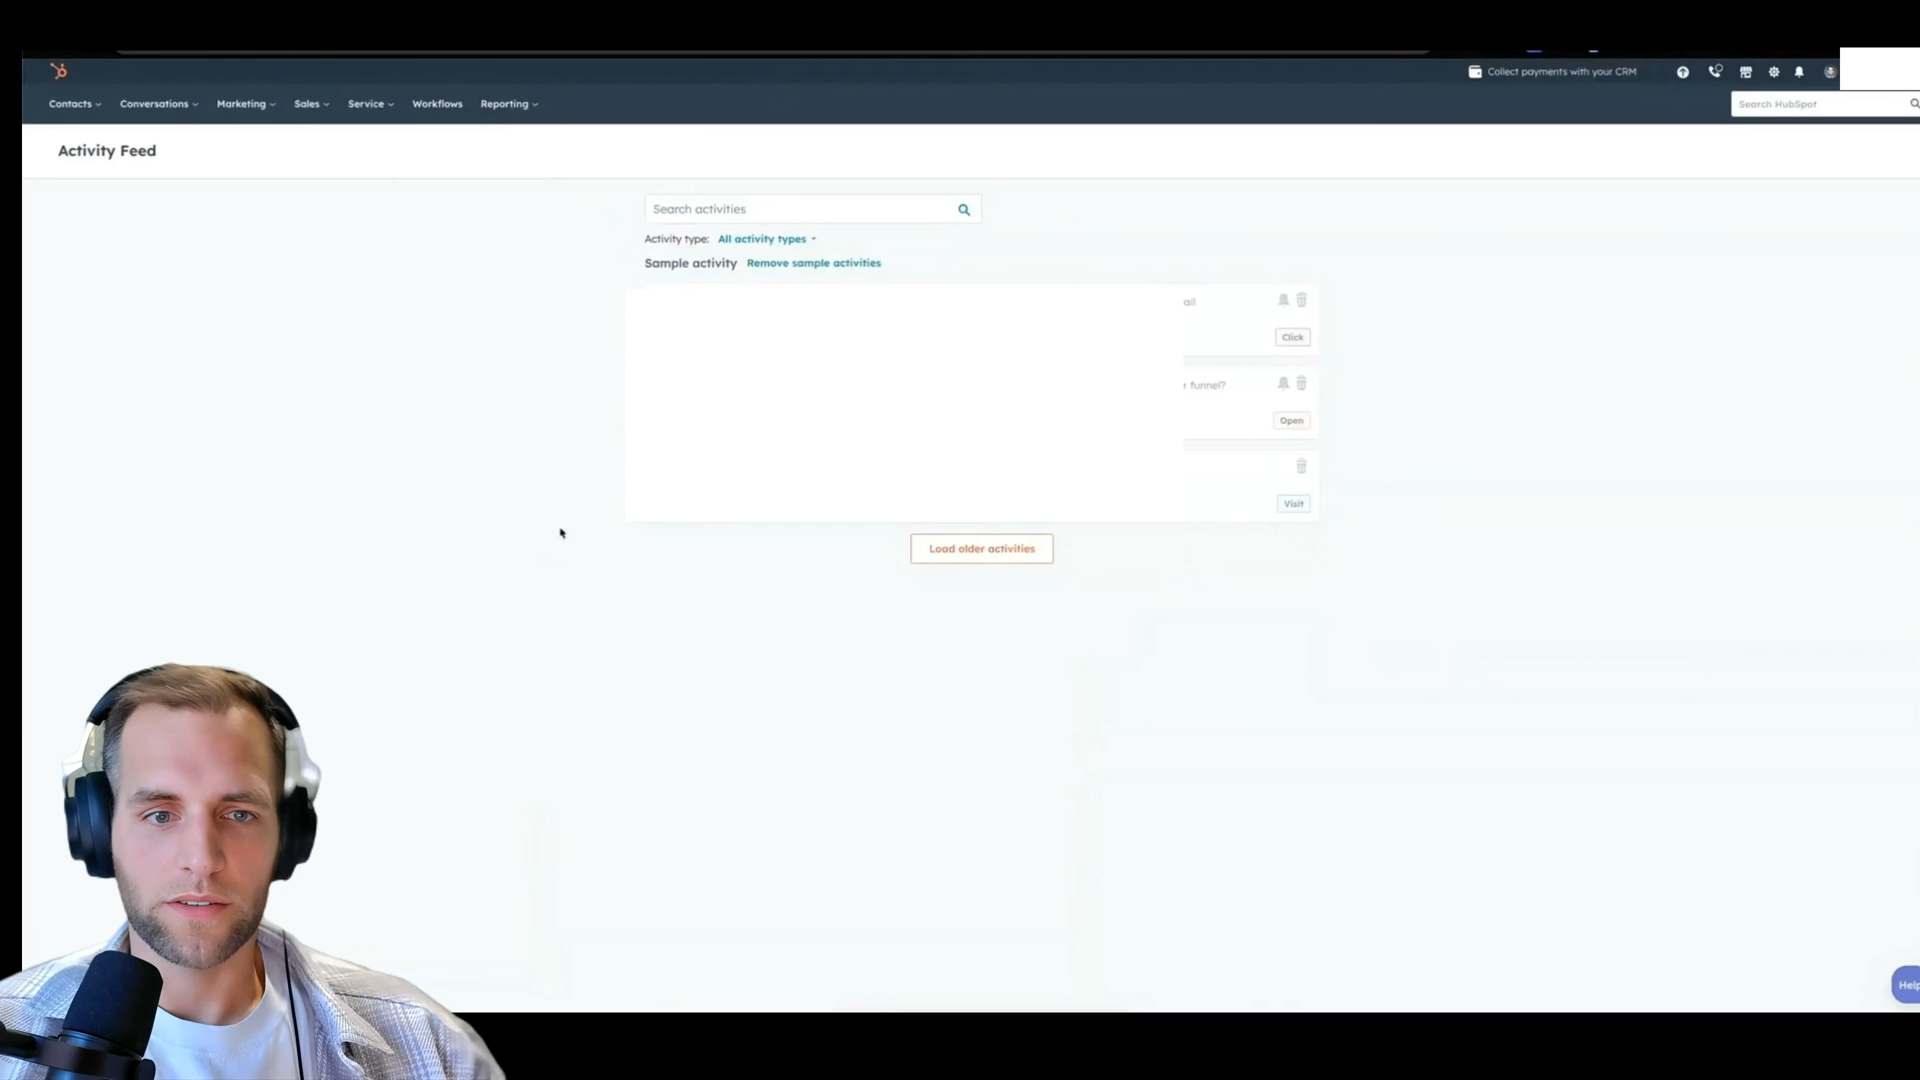 Collect payments with your CRM
Contacts Conversations Marketing Sales Service Workflows Reporting
Search HubSpot
Activity Feed
Search activities
Activity type: All activity types
Sample activity Remove sample activities
ail
Click
r funnel?
Open
Visit
Load older activities
Help